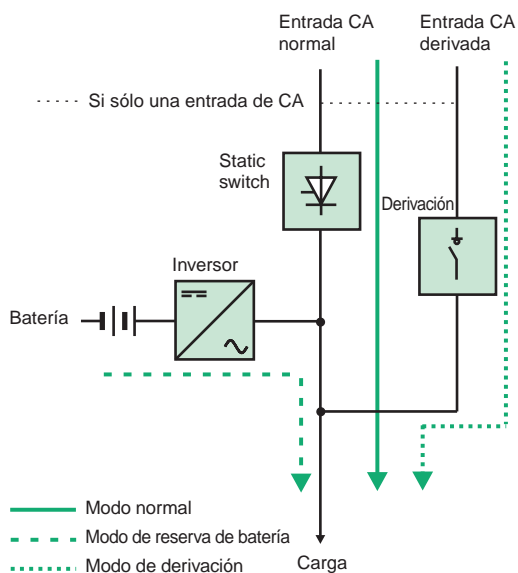 Entrada CA
normal
Entrada CA
derivada
Si sólo una entrada de CA
Static
switch
Derivación
Inversor
Batería
Modo normal
Modo de reserva de batería
Modo de derivación
Carga